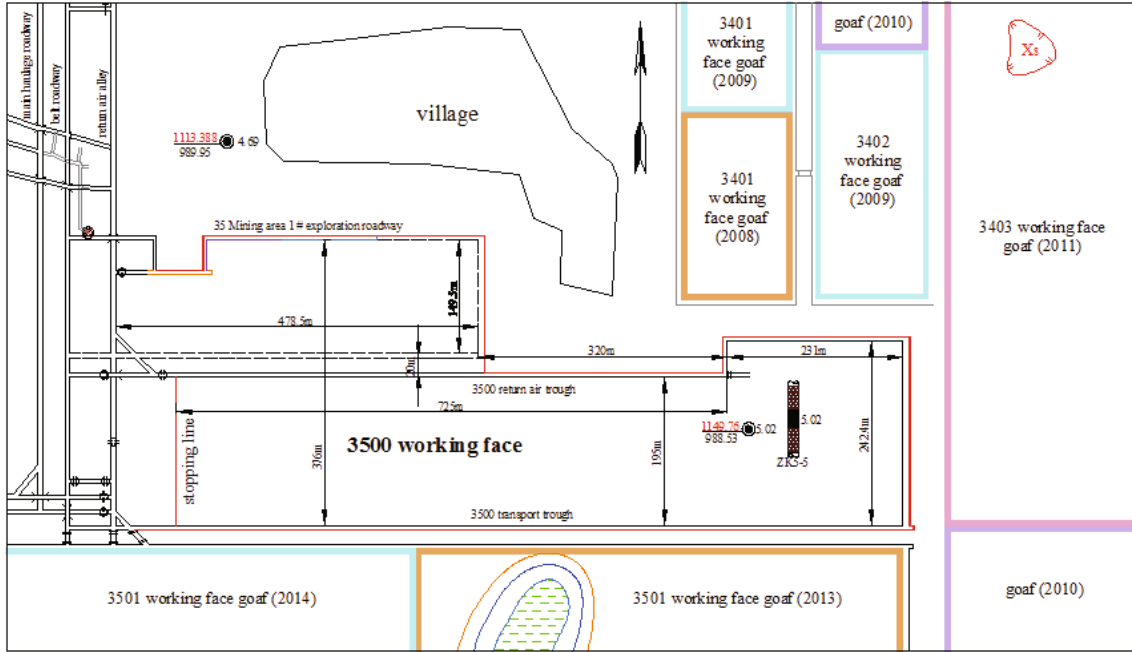 main haulage roadway
belt roadway
return air alley
1113.388
989.95
4.69
village
3401
working
face goaf
(2009)
goaf (2010)
Xs
3401
working
face goaf
(2008)
3402
working
face goaf
(2009)
3403 working face
goaf (2011)
35 Mining area 1 # exploration roadway
149.5m
478.5m
20m
320m
231m
3500 return air trough
725m
stopping line
3500 working face
376m
195m
1149.76
988.53
5.02
5.02
ZK5-5
2424m
3500 transport trough
3501 working face goaf (2014)
3501 working face goaf (2013)
goaf (2010)